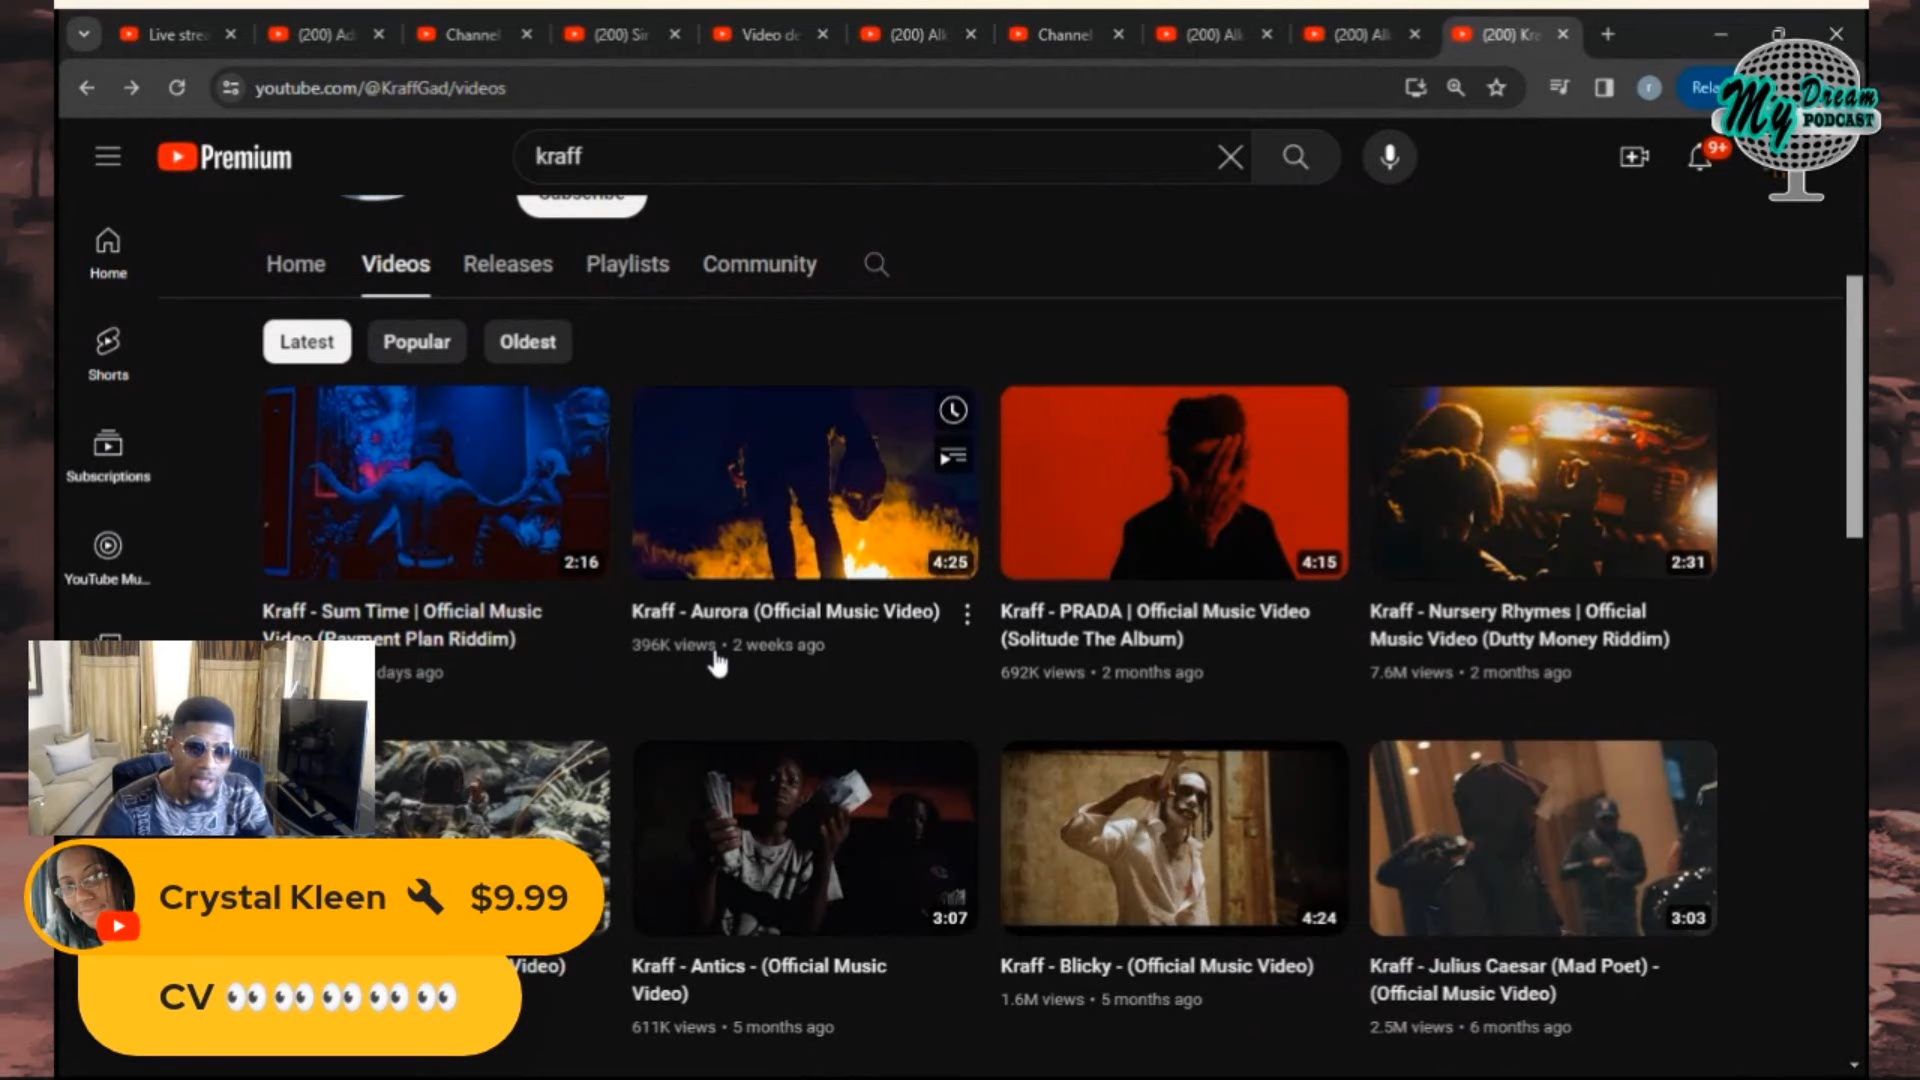 Live stre
(200) Ad
Channel
(200) Sir
Video de
(200) Alk
Channel
(200) Alk
(200) Alk
(200) Kra
youtube.com/@KraffGad/videos
Rela
My Dream
PODCAST
Premium
kraff
9+
Subscribe
Home
Videos
Releases
Playlists
Community
Home
Shorts
Subscriptions
YouTube Mu...
Latest
Popular
Oldest
2:16
4:25
4:15
2:31
Kraff - Sum Time | Official Music
Video (Payment Plan Riddim)
days ago
Kraff - Aurora (Official Music Video)
396K views • 2 weeks ago
Kraff - PRADA | Official Music Video
(Solitude The Album)
692K views • 2 months ago
Kraff - Nursery Rhymes | Official
Music Video (Dutty Money Riddim)
7.6M views • 2 months ago
3:07
4:24
3:03
Video)
Kraff - Antics - (Official Music
Video)
611K views • 5 months ago
Kraff - Blicky - (Official Music Video)
1.6M views • 5 months ago
Kraff - Julius Caesar (Mad Poet) -
(Official Music Video)
2.5M views • 6 months ago
Crystal Kleen $9.99
CV 👀👀👀👀👀